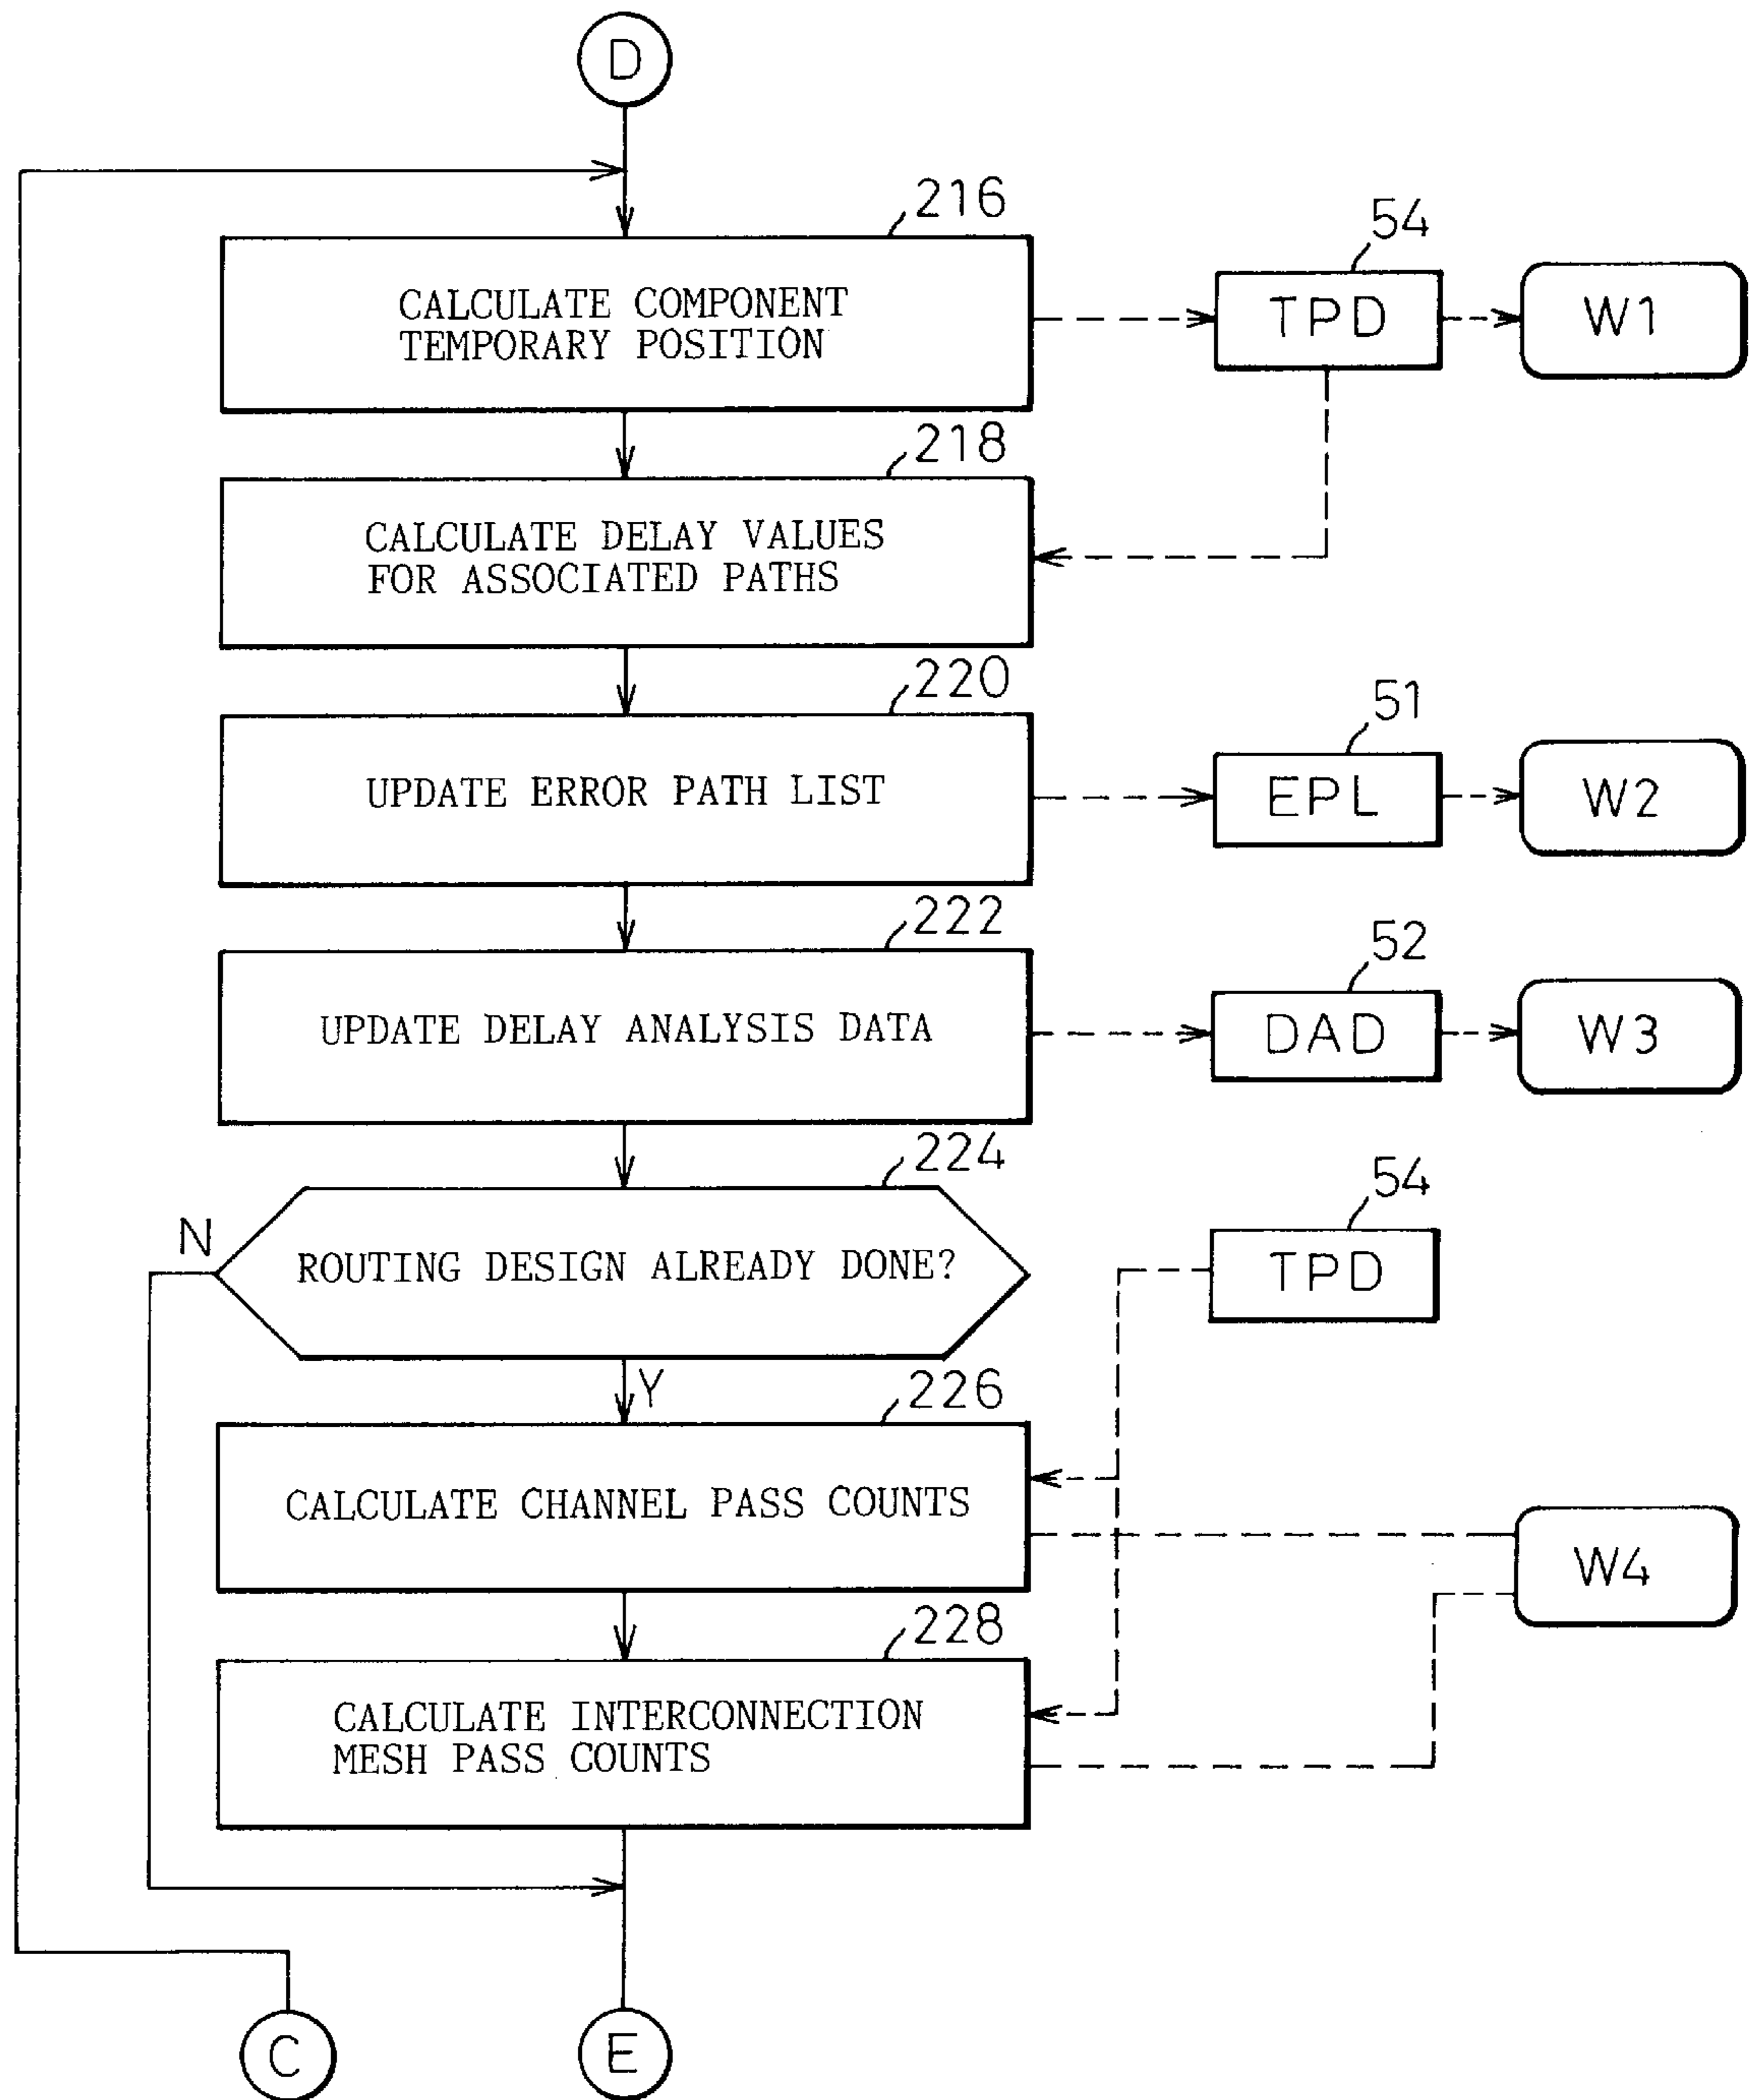 D
216
54
CALCULATE COMPONENT
TEMPORARY POSITION
TPD
W1
218
CALCULATE DELAY VALUES
FOR ASSOCIATED PATHS
220
51
UPDATE ERROR PATH LIST
EPL
W2
222
52
UPDATE DELAY ANALYSIS DATA
DAD
W3
224
54
N
ROUTING DESIGN ALREADY DONE?
TPD
Y
226
CALCULATE CHANNEL PASS COUNTS
W4
228
CALCULATE INTERCONNECTION
MESH PASS COUNTS
C
E